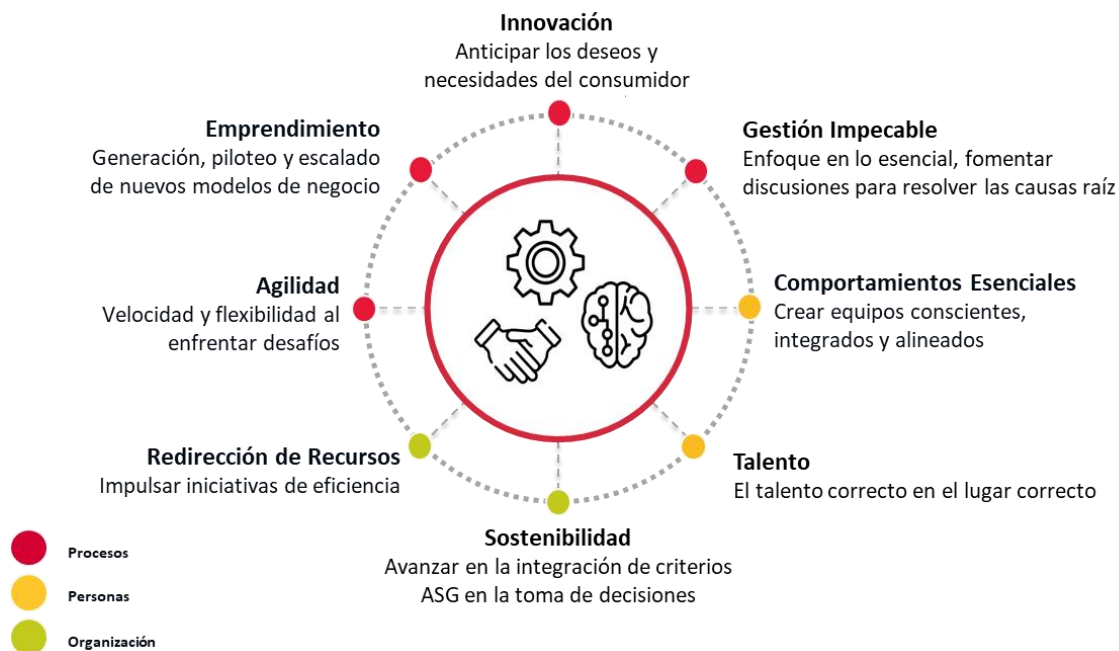 Innovación
Anticipar los deseos y
necesidades del consumidor
Emprendimiento
Generación, piloteo y escalado
de nuevos modelos de negocio
Gestión Impecable
Enfoque en lo esencial, fomentar
discusiones para resolver las causas raíz
Agilidad
Velocidad y flexibilidad al
enfrentar desafíos
Comportamientos Esenciales
Crear equipos conscientes,
integrados y alineados
Redirección de Recursos
Impulsar iniciativas de eficiencia
Talento
El talento correcto en el lugar correcto
Sostenibilidad
Avanzar en la integración de criterios
ASG en la toma de decisiones
Procesos
Personas
Organización